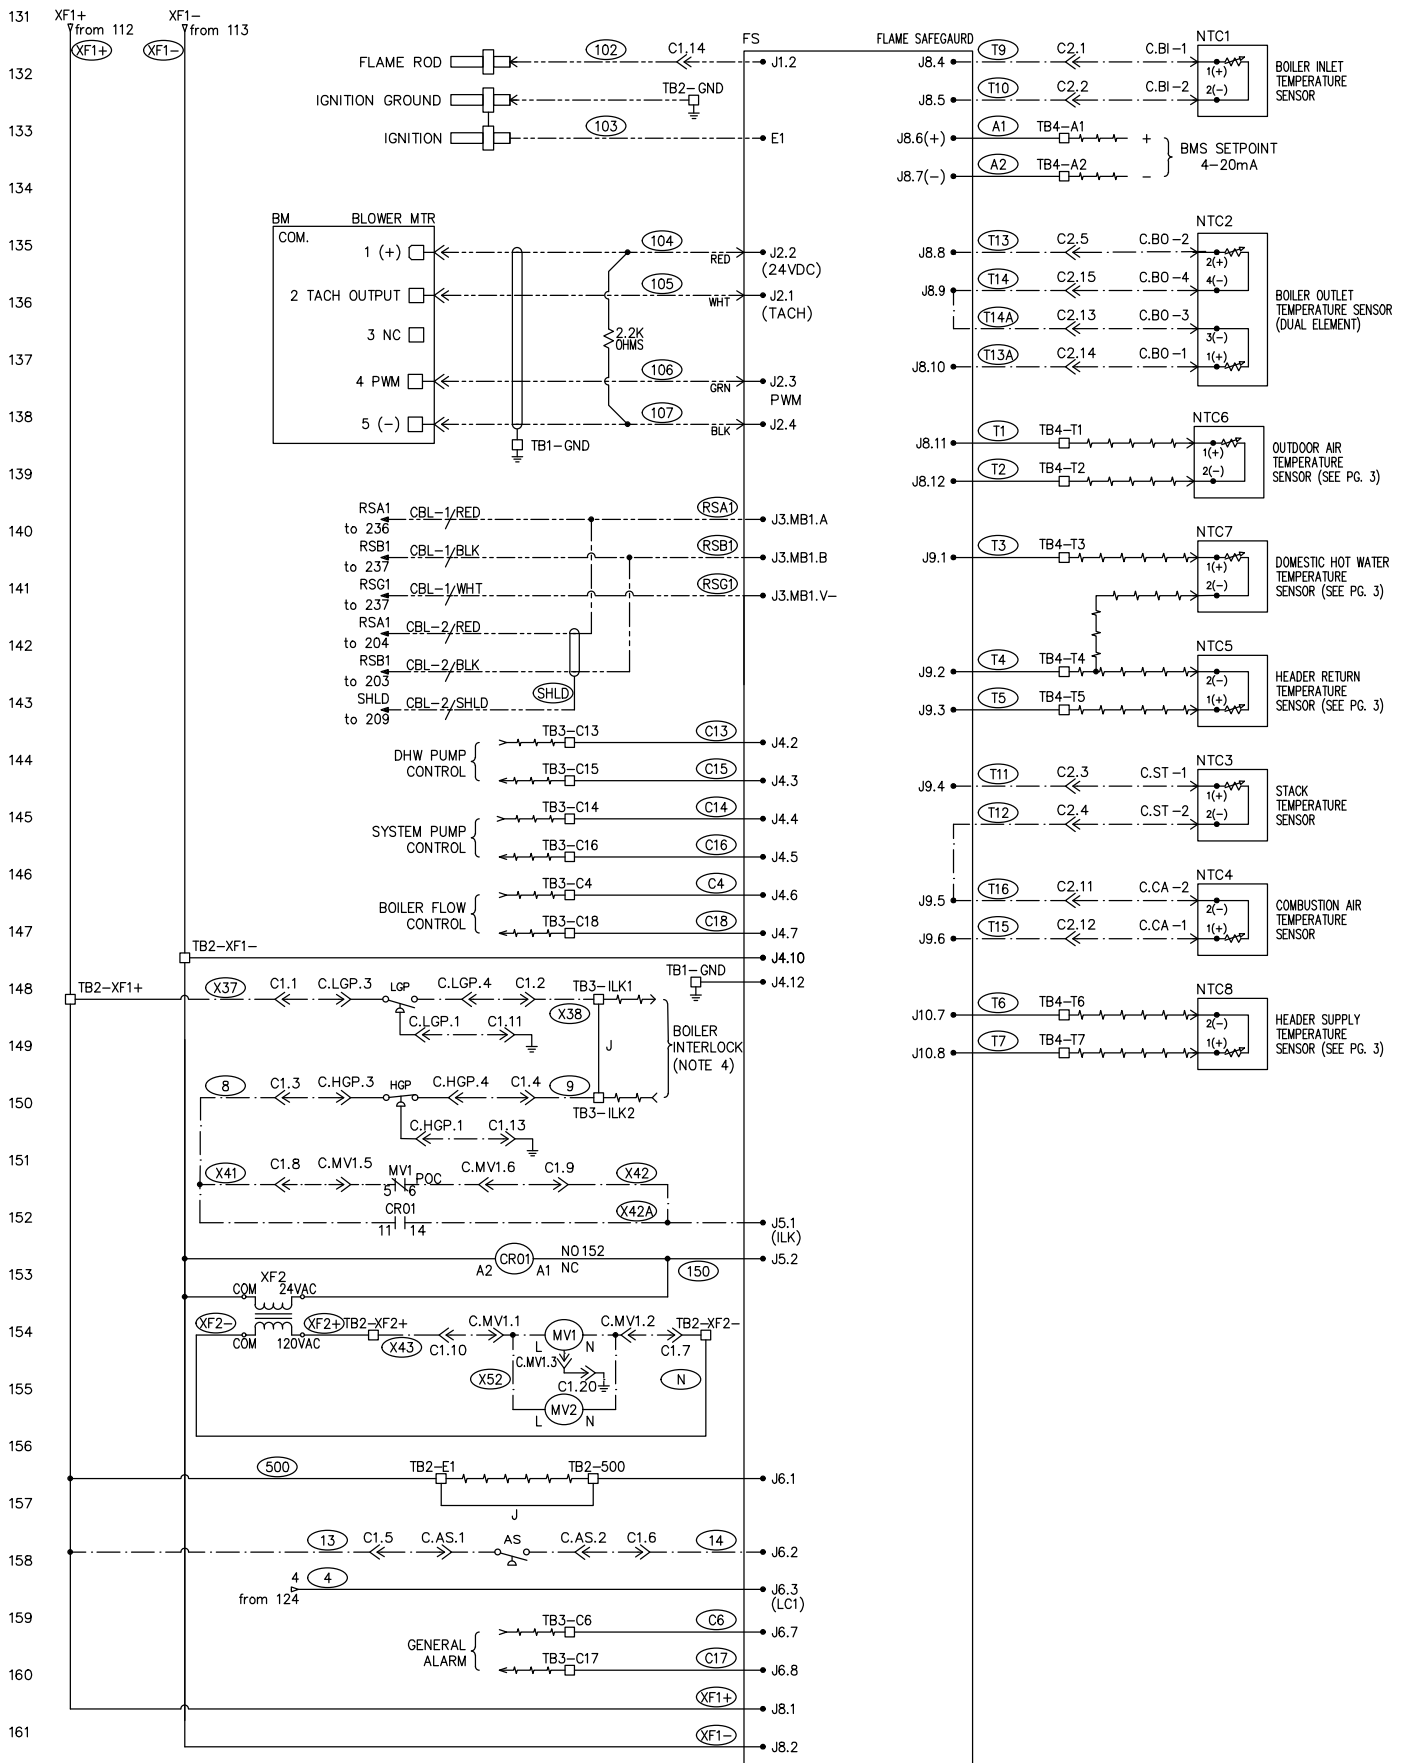 131 XF1+ XF1-
from 112 from 113
XF1+ XF1-
FS FLAME SAFEGAURD
132 FLAME ROD 102 C1.14 J1.2
IGNITION GROUND TB2-GND
133 IGNITION 103 E1
134
BM BLOWER MTR
COM.
135 1 (+) 104 RED J2.2
(24VDC)
136 2 TACH OUTPUT 105 WHT J2.1
(TACH)
3 NC 2.2K
OHMS
137 4 PWM 106 GRN J2.3
PWM
138 5 (-) 107 BLK J2.4
TB1-GND
139
RSA1 CBL-1/RED RSA1 J3.MB1.A
to 236
140 RSB1 CBL-1/BLK RSB1 J3.MB1.B
to 237
141 RSG1 CBL-1/WHT RSG1 J3.MB1.V-
to 237
RSA1 CBL-2/RED
to 204
142 RSB1 CBL-2/BLK
to 203
143 SHLD CBL-2/SHLD SHLD
to 209
TB3-C13 C13 J4.2
144 DHW PUMP
CONTROL
TB3-C15 C15 J4.3
145 TB3-C14 C14 J4.4
SYSTEM PUMP
CONTROL
TB3-C16 C16 J4.5
146 TB3-C4 C4 J4.6
BOILER FLOW
CONTROL
147 TB3-C18 C18 J4.7
TB2-XF1- J4.10
TB1-GND J4.12
148 TB2-XF1+ X37 C1.1 C.LGP.3 LGP C.LGP.4 C1.2 X38 TB3-ILK1
C.LGP.1 C1.11
149 J BOILER
INTERLOCK
(NOTE 4)
150 8 C1.3 C.HGP.3 HGP C.HGP.4 C1.4 9 TB3-ILK2
C.HGP.1 C1.13
151 X41 C1.8 C.MV1.5 MV1 POC C.MV1.6 C1.9 X42
5 6
152 CR01 X42A J5.1
11 14 (ILK)
CR01 NO 152 J5.2
A2 A1 NC
153 150
XF2
COM 24VAC
154 XF2- XF2+ TB2-XF2+ X43 C1.10 C.MV1.1 MV1 C.MV1.2 C1.7 TB2-XF2-
COM 120VAC L N
C.MV1.3
155 X52 C1.20 N
MV2
L N
156
500 TB2-E1 TB2-500 J6.1
157 J
158 13 C1.5 C.AS.1 AS C.AS.2 C1.6 14 J6.2
4 4 J6.3
from 124 (LC1)
159 TB3-C6 C6 J6.7
GENERAL
ALARM
160 TB3-C17 C17 J6.8
XF1+ J8.1
161 XF1- J8.2
NTC1
J8.4 T9 C2.1 C.BI-1 1(+)
J8.5 T10 C2.2 C.BI-2 2(-)
BOILER INLET
TEMPERATURE
SENSOR
J8.6(+) A1 TB4-A1 +
J8.7(-) A2 TB4-A2 -
BMS SETPOINT
4-20mA
NTC2
J8.8 T13 C2.5 C.BO-2 2(+)
J8.9 T14 C2.15 C.BO-4 4(-)
T14A C2.13 C.BO-3 3(-)
J8.10 T13A C2.14 C.BO-1 1(+)
BOILER OUTLET
TEMPERATURE SENSOR
(DUAL ELEMENT)
NTC6
J8.11 T1 TB4-T1 1(+)
J8.12 T2 TB4-T2 2(-)
OUTDOOR AIR
TEMPERATURE
SENSOR (SEE PG. 3)
NTC7
J9.1 T3 TB4-T3 1(+)
2(-)
DOMESTIC HOT WATER
TEMPERATURE
SENSOR (SEE PG. 3)
NTC5
J9.2 T4 TB4-T4 2(-)
J9.3 T5 TB4-T5 1(+)
HEADER RETURN
TEMPERATURE
SENSOR (SEE PG. 3)
NTC3
J9.4 T11 C2.3 C.ST-1 1(+)
T12 C2.4 C.ST-2 2(-)
STACK
TEMPERATURE
SENSOR
NTC4
J9.5 T16 C2.11 C.CA-2 2(-)
J9.6 T15 C2.12 C.CA-1 1(+)
COMBUSTION AIR
TEMPERATURE
SENSOR
NTC8
J10.7 T6 TB4-T6 2(-)
J10.8 T7 TB4-T7 1(+)
HEADER SUPPLY
TEMPERATURE
SENSOR (SEE PG. 3)